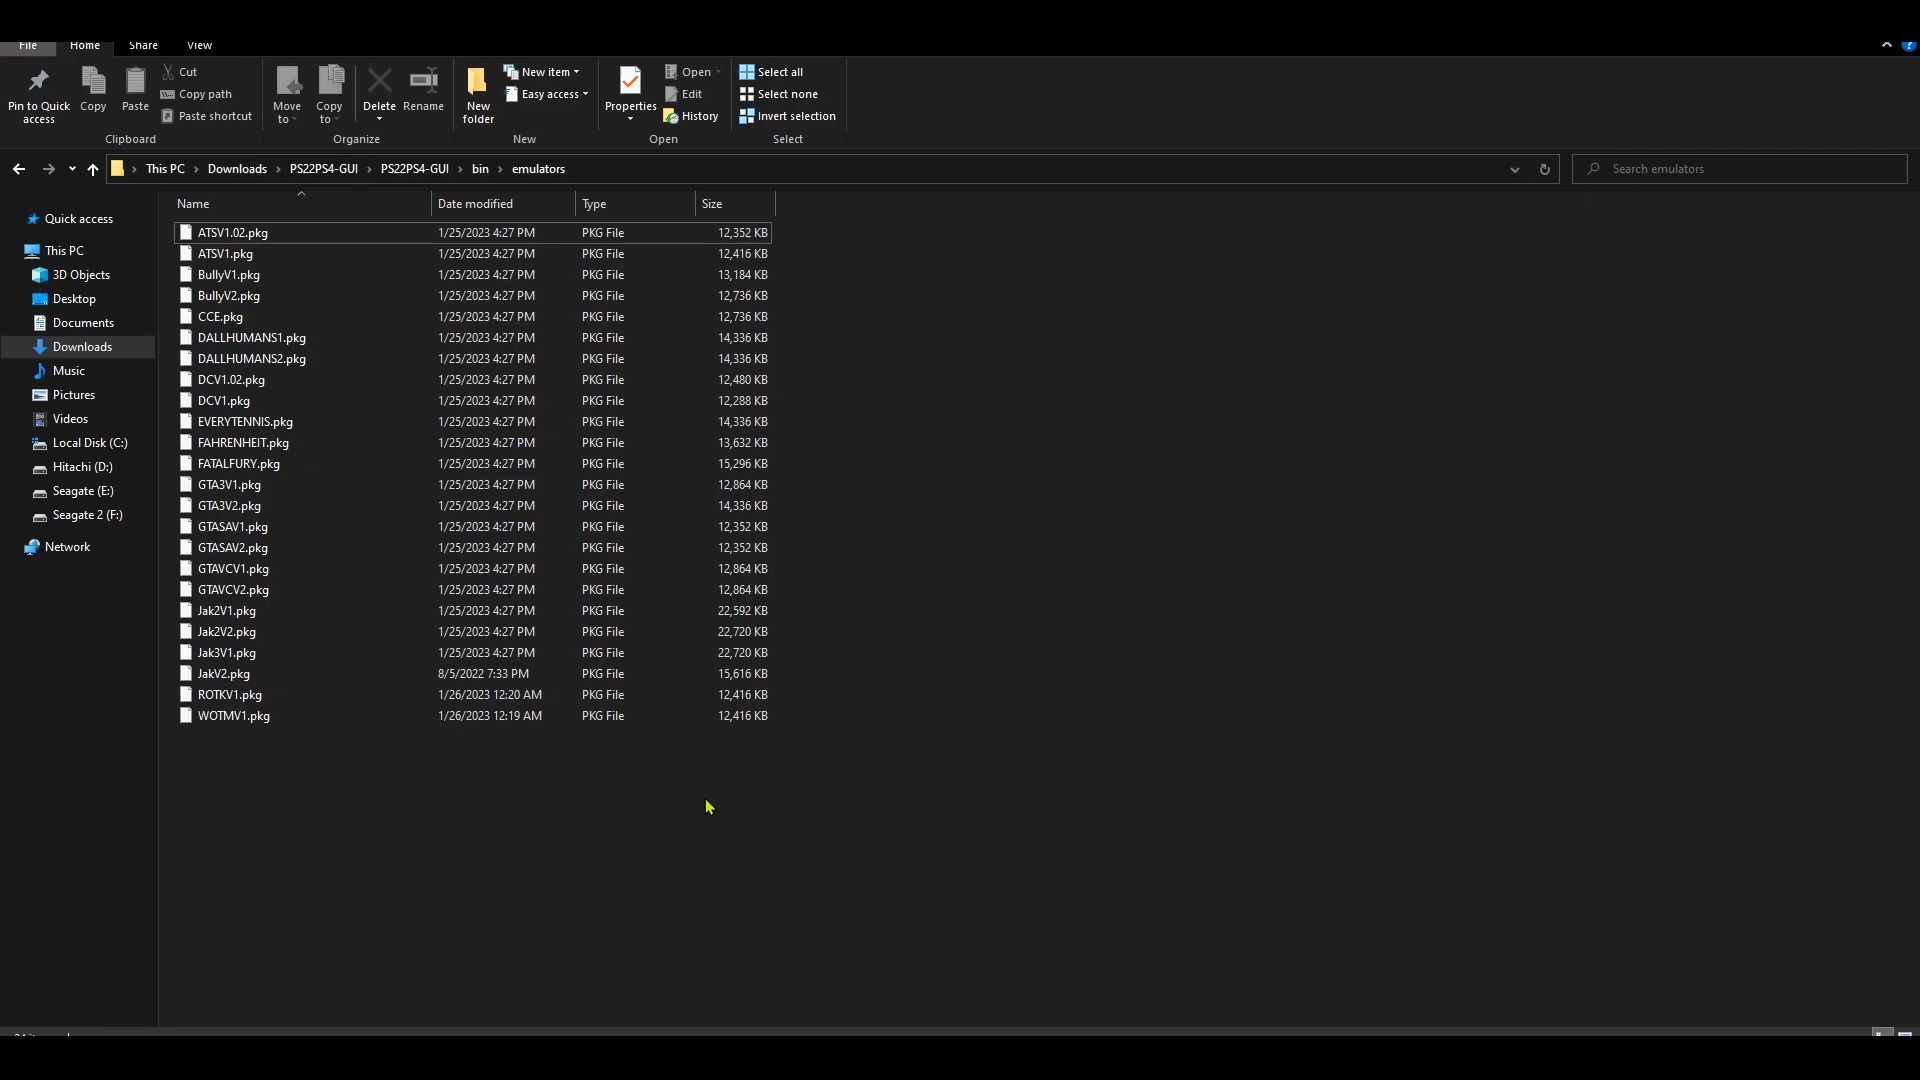 File Home Share View
Pin to Quick access
Copy
Paste
Cut
Copy path
Paste shortcut
Clipboard
Move to
Copy to
Delete
Rename
Organize
New folder
New item
Easy access
New
Properties
Open
Edit
History
Open
Select all
Select none
Invert selection
Select
This PC Downloads PS22PS4-GUI PS22PS4-GUI bin emulators
Search emulators
Quick access
This PC
3D Objects
Desktop
Documents
Downloads
Music
Pictures
Videos
Local Disk (C:)
Hitachi (D:)
Seagate (E:)
Seagate 2 (F:)
Network
Name Date modified Type Size
ATSV1.02.pkg 1/25/2023 4:27 PM PKG File 12,352 KB
ATSV1.pkg 1/25/2023 4:27 PM PKG File 12,416 KB
BullyV1.pkg 1/25/2023 4:27 PM PKG File 13,184 KB
BullyV2.pkg 1/25/2023 4:27 PM PKG File 12,736 KB
CCE.pkg 1/25/2023 4:27 PM PKG File 12,736 KB
DALLHUMANS1.pkg 1/25/2023 4:27 PM PKG File 14,336 KB
DALLHUMANS2.pkg 1/25/2023 4:27 PM PKG File 14,336 KB
DCV1.02.pkg 1/25/2023 4:27 PM PKG File 12,480 KB
DCV1.pkg 1/25/2023 4:27 PM PKG File 12,288 KB
EVERYTENNIS.pkg 1/25/2023 4:27 PM PKG File 14,336 KB
FAHRENHEIT.pkg 1/25/2023 4:27 PM PKG File 13,632 KB
FATALFURY.pkg 1/25/2023 4:27 PM PKG File 15,296 KB
GTA3V1.pkg 1/25/2023 4:27 PM PKG File 12,864 KB
GTA3V2.pkg 1/25/2023 4:27 PM PKG File 14,336 KB
GTASAV1.pkg 1/25/2023 4:27 PM PKG File 12,352 KB
GTASAV2.pkg 1/25/2023 4:27 PM PKG File 12,352 KB
GTAVCV1.pkg 1/25/2023 4:27 PM PKG File 12,864 KB
GTAVCV2.pkg 1/25/2023 4:27 PM PKG File 12,864 KB
Jak2V1.pkg 1/25/2023 4:27 PM PKG File 22,592 KB
Jak2V2.pkg 1/25/2023 4:27 PM PKG File 22,720 KB
Jak3V1.pkg 1/25/2023 4:27 PM PKG File 22,720 KB
JakV2.pkg 8/5/2022 7:33 PM PKG File 15,616 KB
ROTKV1.pkg 1/26/2023 12:20 AM PKG File 12,416 KB
WOTMV1.pkg 1/26/2023 12:19 AM PKG File 12,416 KB